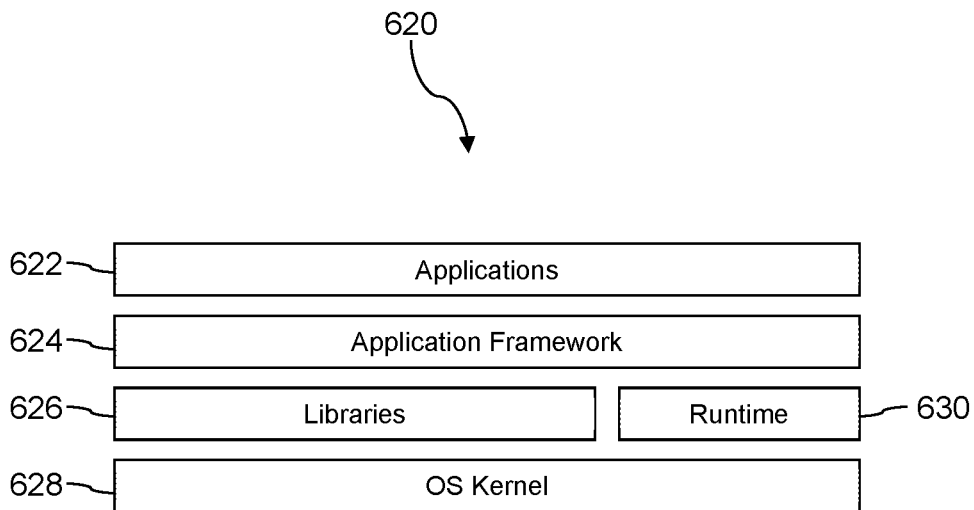 620
622 Applications
624 Application Framework
626 Libraries Runtime 630
628 OS Kernel